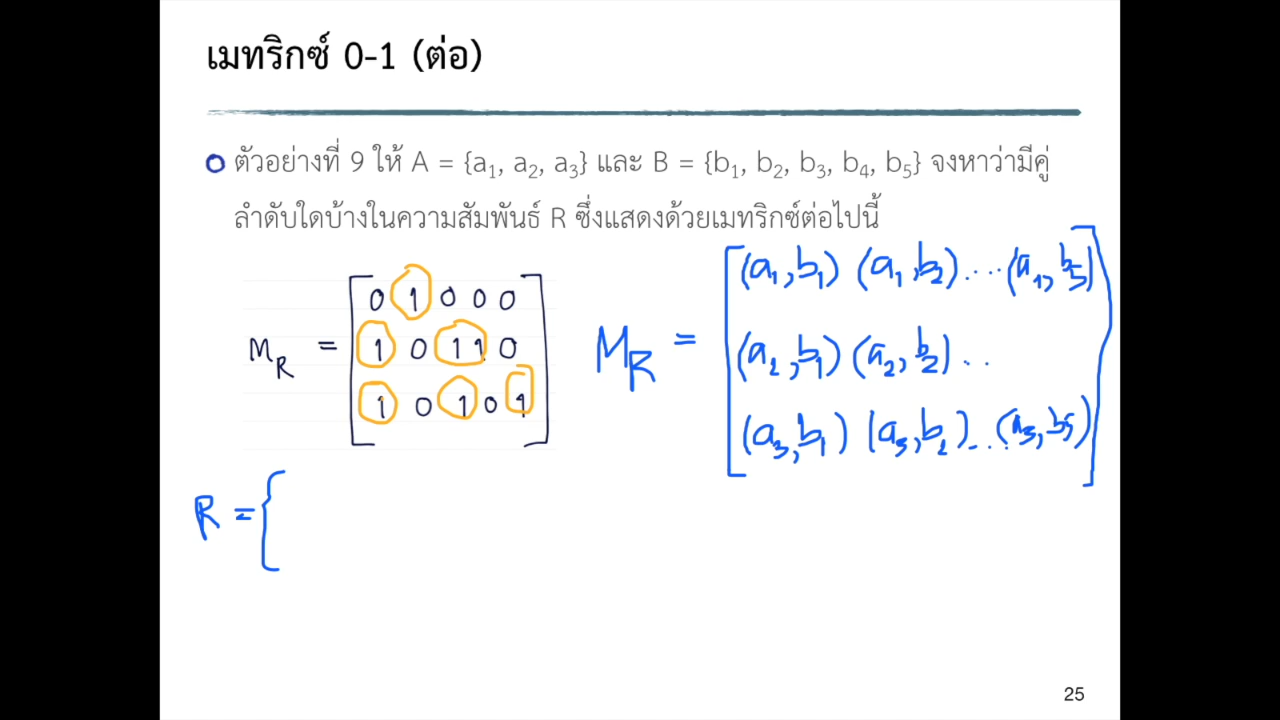 เมทริกซ์ 0-1 (ต่อ)
ตัวอย่างที่ 9 ให้ A = {a₁, a₂, a₃} และ B = {b₁, b₂, b₃, b₄, b₅} จงหาว่ามีคู่
ลำดับใดบ้างในความสัมพันธ์ R ซึ่งแสดงด้วยเมทริกซ์ต่อไปนี้
0 1 0 0 0
M_R = 1 0 1 1 0
1 0 1 0 1
(a₁,b₁) (a₁,b₂) ... (a₁,b₅)
M_R = (a₂,b₁) (a₂,b₂) ..
(a₃,b₁) (a₃,b₂) ... (a₃,b₅)
R = {
25